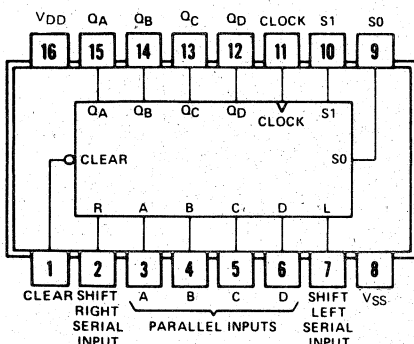 VDD QA QB QC QD CLOCK S1 S0
16 15 14 13 12 11 10 9
QA QB QC QD CLOCK S1
CLEAR S0
R A B C D L
1 2 3 4 5 6 7 8
CLEAR SHIFT RIGHT SERIAL INPUT A B C D SHIFT LEFT SERIAL INPUT VSS
PARALLEL INPUTS